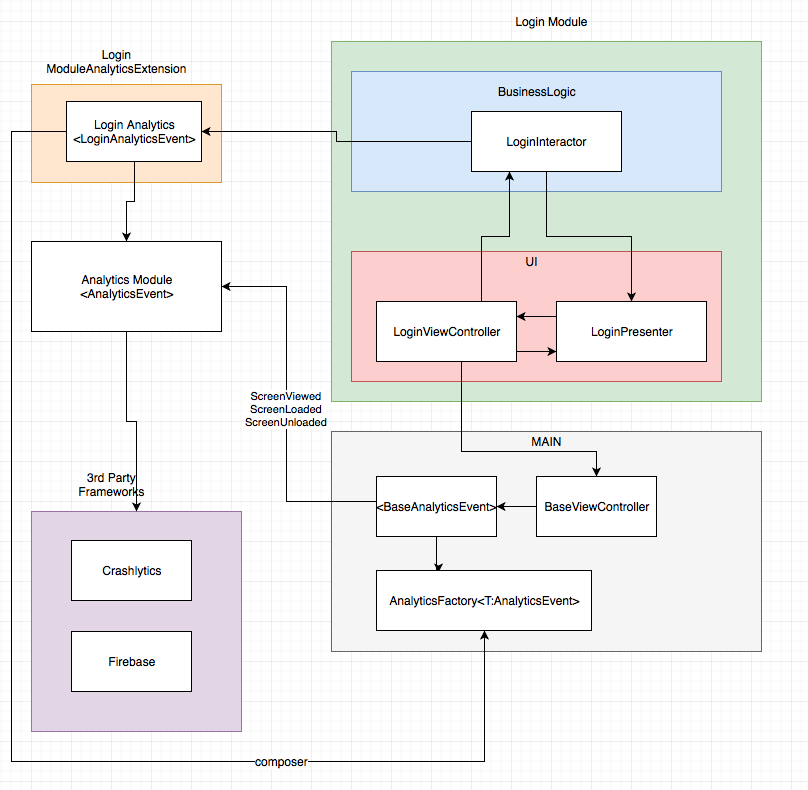 Login Module
Login
ModuleAnalyticsExtension
BusinessLogic
Login Analytics
<LoginAnalyticsEvent>
LoginInteractor
UI
Analytics Module
<AnalyticsEvent>
LoginViewController
LoginPresenter
ScreenViewed
ScreenLoaded
ScreenUnloaded
MAIN
3rd Party
Frameworks
<BaseAnalyticsEvent>
BaseViewController
Crashlytics
AnalyticsFactory<T:AnalyticsEvent>
Firebase
composer